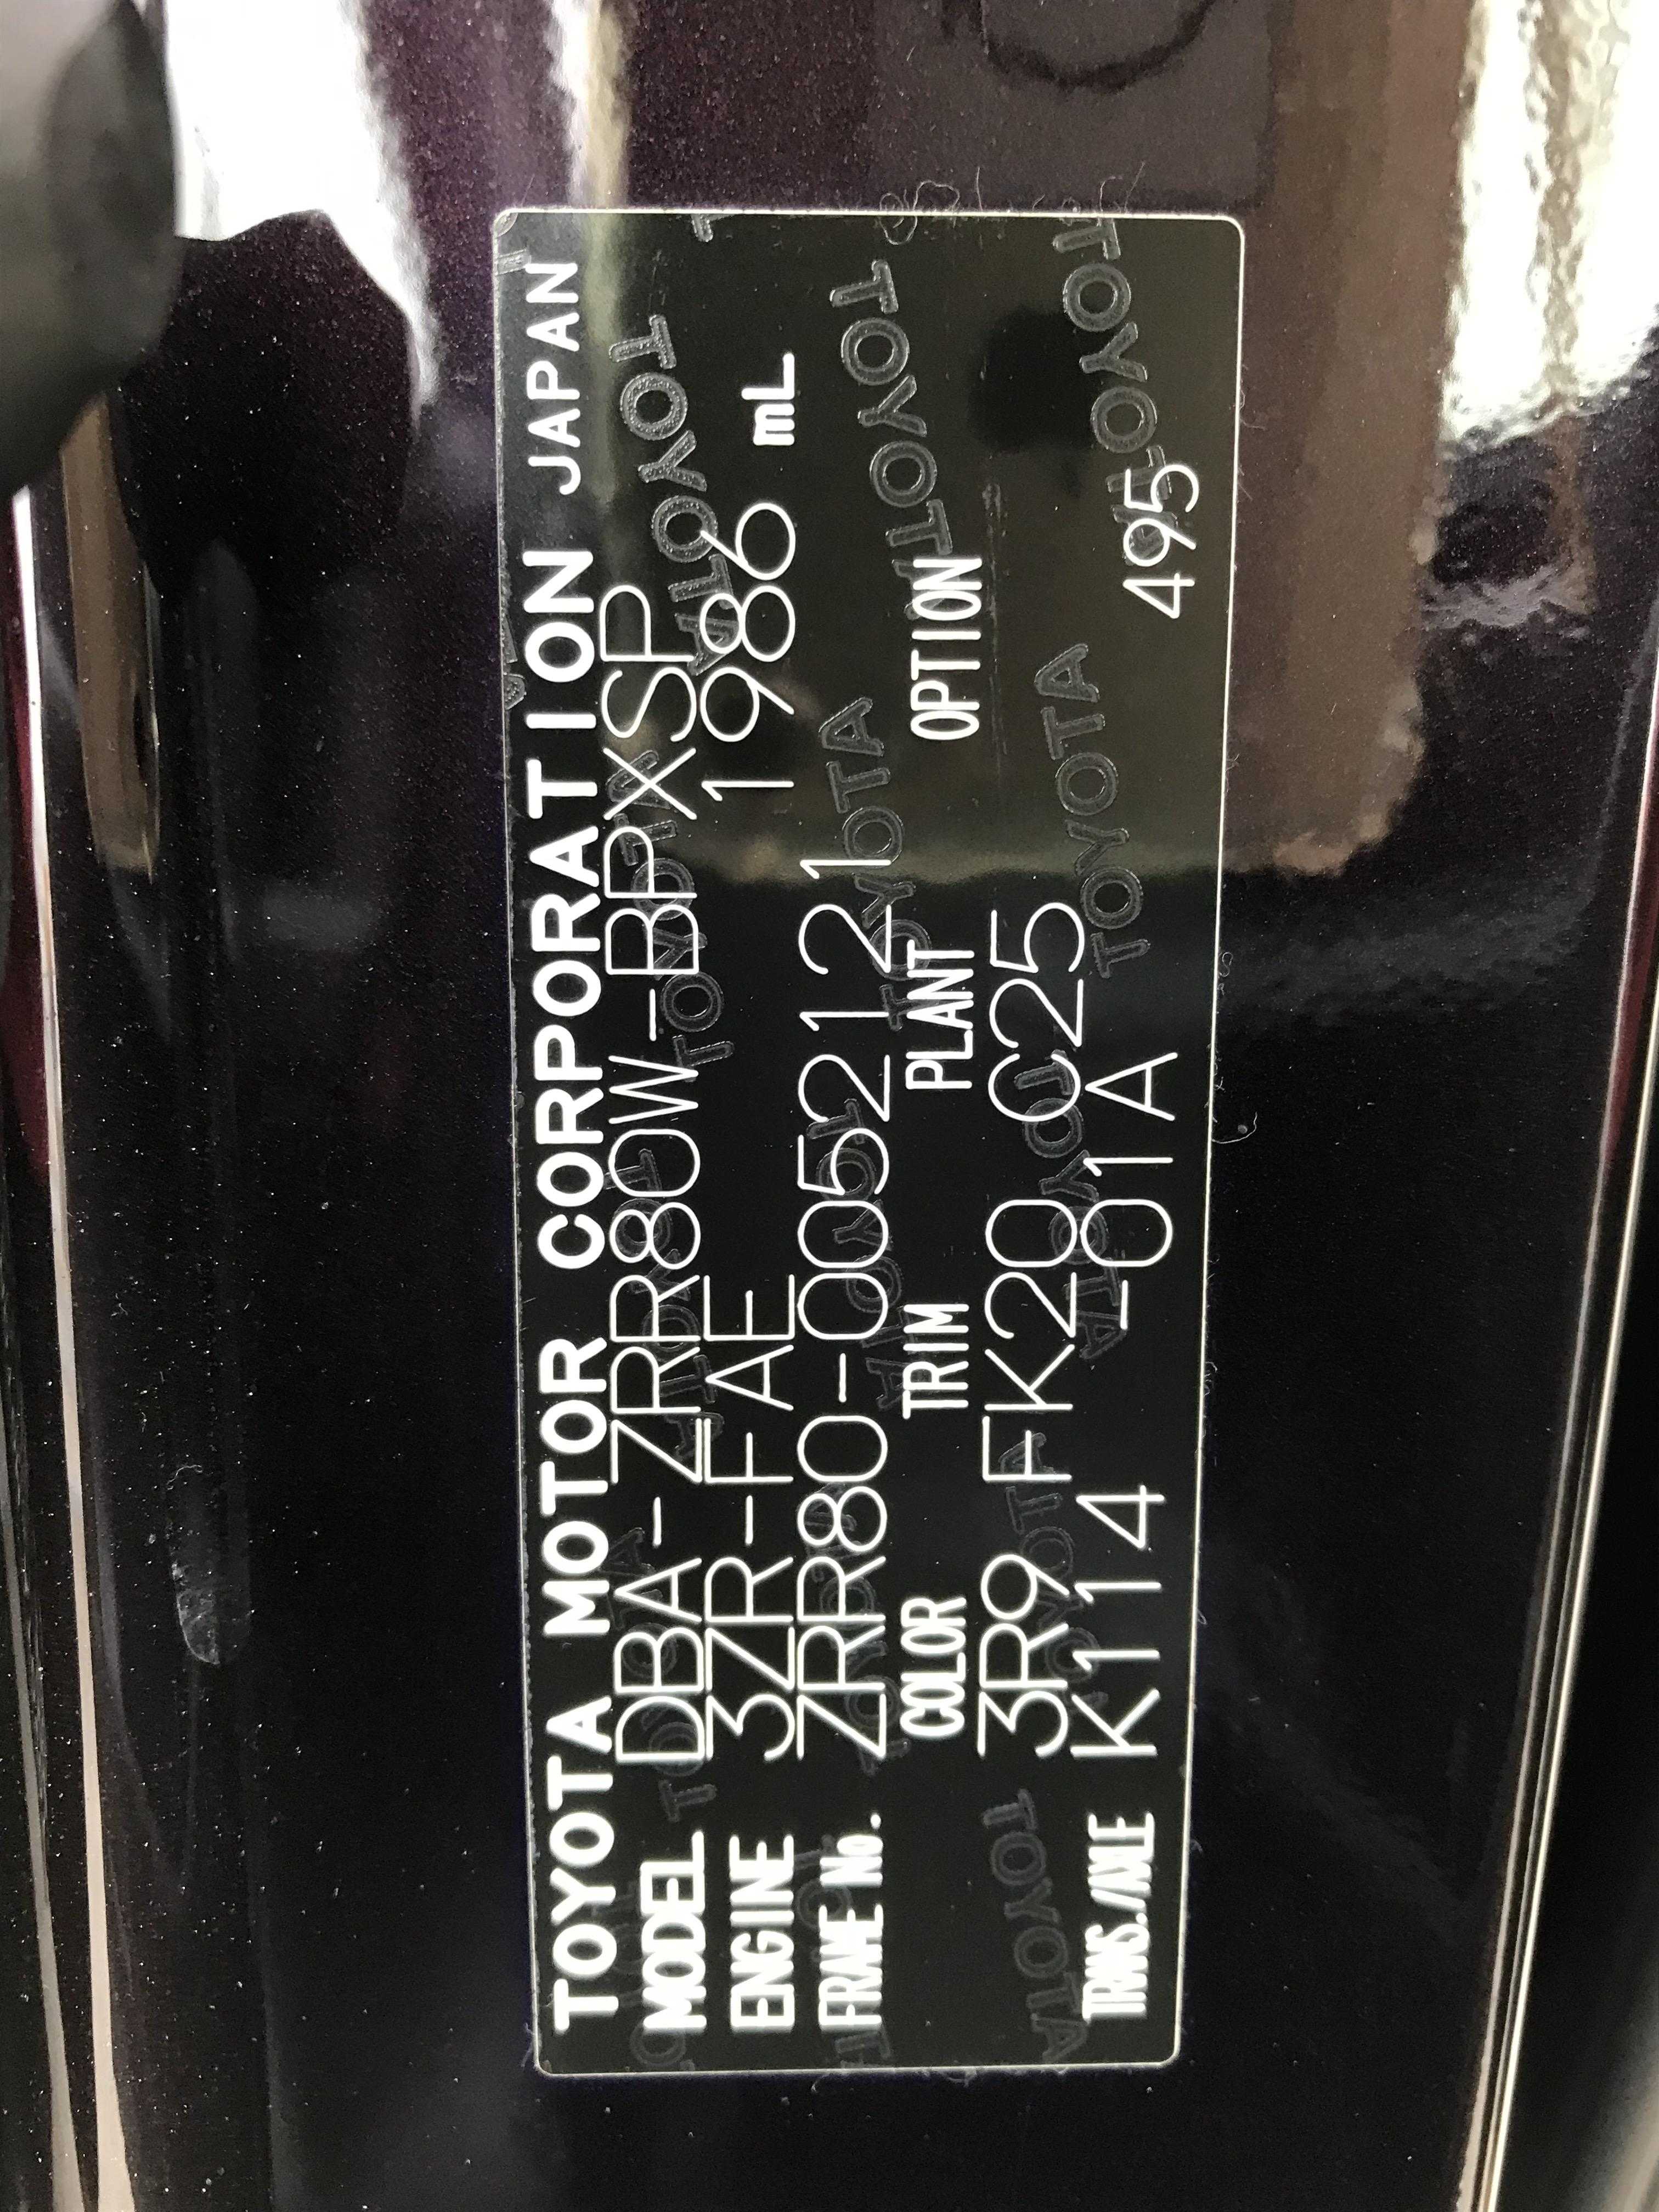 TOYOTA MOTOR CORPORATION JAPAN
MODEL DBA-ZRR80W-BPXSP
ENGINE 3ZR-FAE 1986 mL
FRAME No. ZRR80-0052121
COLOR TRIM PLANT OPTION
3R9 FK20 C25
TRANS./AXLE K114 -01A 495